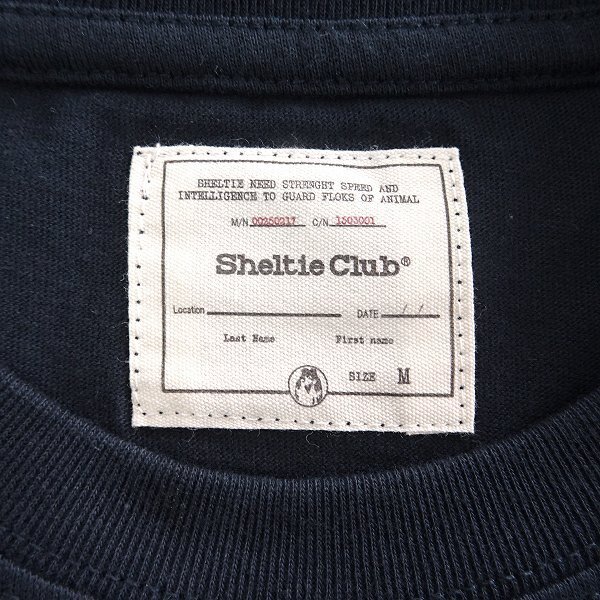 SHELTIE NEED STRENGHT SPEED AND
INTELLIGENCE TO GUARD FLOKS OF ANIMAL
M/N 00250217 C/N 1503001
Sheltie Club®
Location DATE / /
Last Name First name
SIZE M